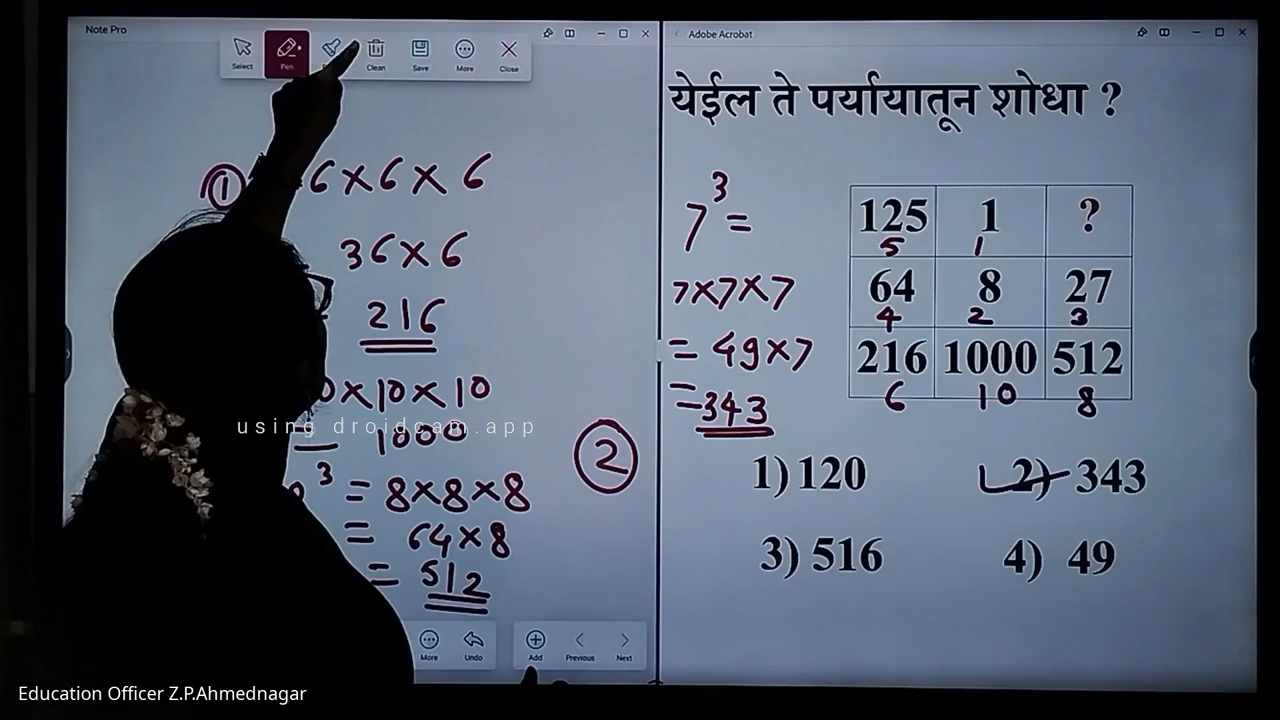 Note Pro
Select Pen Clean Save More Close
① 6×6×6
36×6
216
0×10×10
= 1000
3 = 8×8×8
= 64×8
= 512
②
More Undo Add Previous Next
Adobe Acrobat
येईल ते पर्यायातून शोधा ?
7³ =
7×7×7
= 49×7
= 343
125 1 ?
5 1
64 8 27
4 2 3
216 1000 512
6 10 8
1) 120 2) 343
3) 516 4) 49
using droidcam.app
Education Officer Z.P.Ahmednagar